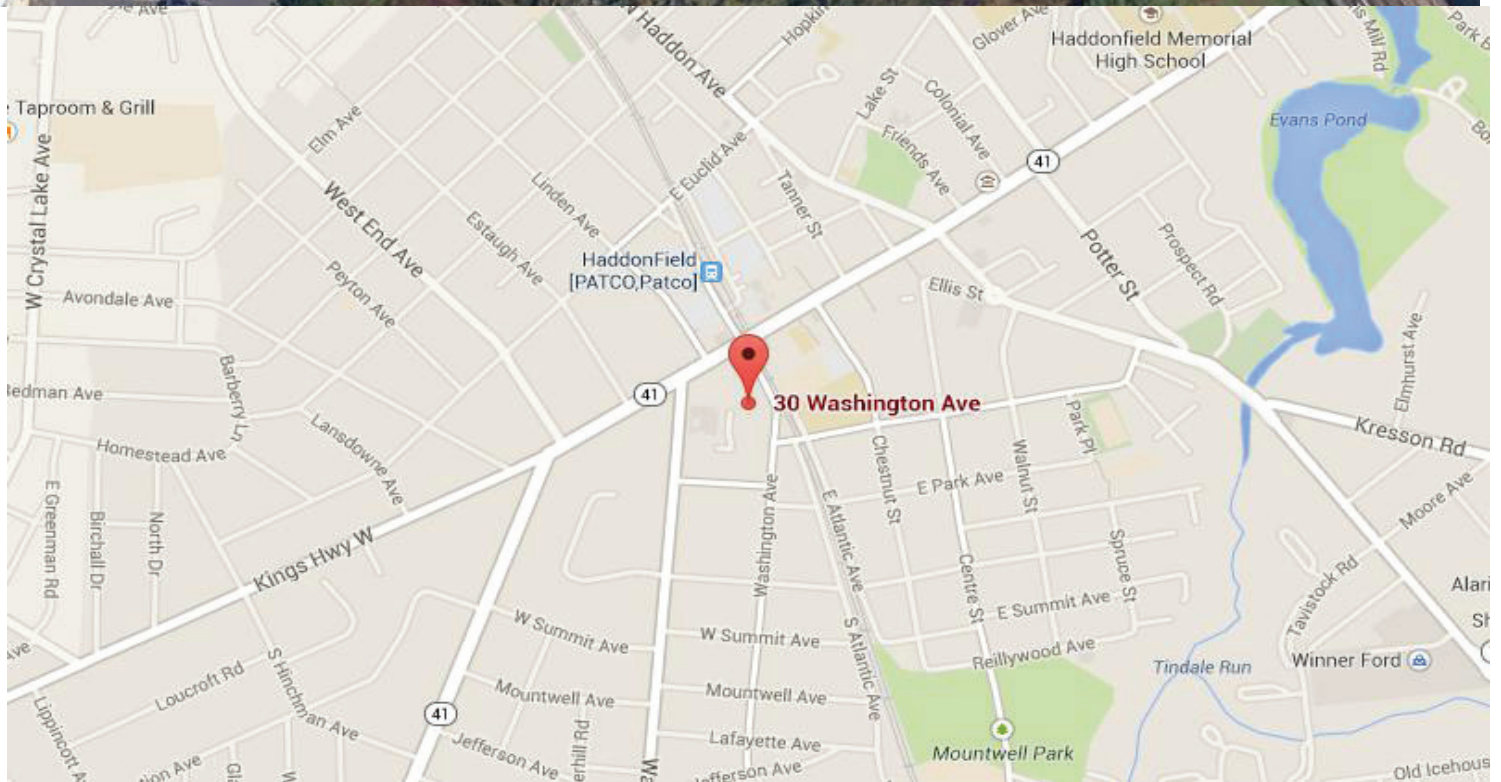 N Haddon Ave
Glover Ave
Haddonfield Memorial
High School
Park
Taproom & Grill
Lake St
Colonial Ave
Evans Pond
Elm Ave
W Crystal Lake Ave
Friends Ave
41
E Euclid Ave
Linden Ave
Tanner St
West End Ave
Estaugh Ave
Potter St
Prospect Rd
HaddonField
[PATCO,Patco]
Peyton Ave
Ellis St
Avondale Ave
Elmhurst Ave
Barberry Ln
41
30 Washington Ave
Park Pl
Lansdowne Ave
Homestead Ave
Chestnut St
Walnut St
Kresson Rd
E Park Ave
Moore Ave
E Greenman Rd
Birchall Dr
North Dr
Washington Ave
E Atlantic Ave
Kings Hwy W
Centre St
Spruce St
Tavistock Rd
E Summit Ave
W Summit Ave
W Summit Ave
S Atlantic Ave
Reillywood Ave
Tindale Run
Winner Ford
Loucroft Rd
S Hinchman Ave
Mountwell Ave
Mountwell Ave
41
Lippincott
Jefferson Ave
Lafayette Ave
Mountwell Park
Ave